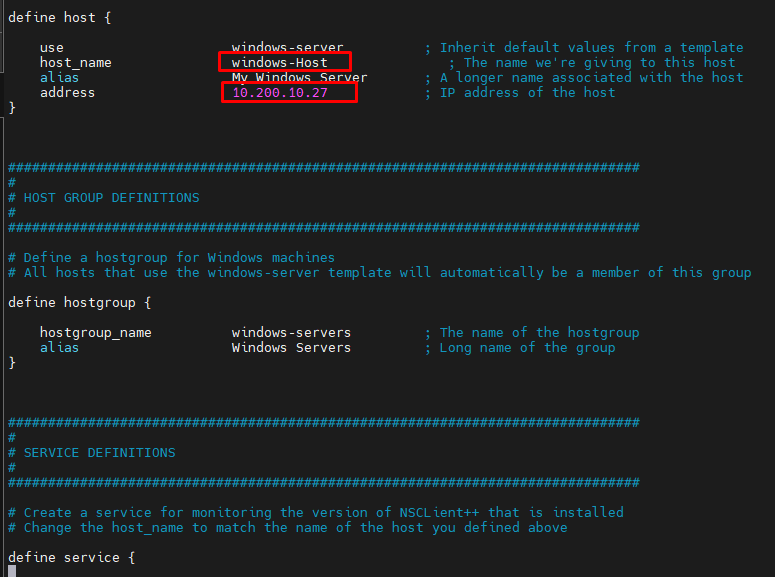 define host {
use windows-server ; Inherit default values from a template
host_name windows-Host ; The name we're giving to this host
alias My Windows Server ; A longer name associated with the host
address 10.200.10.27 ; IP address of the host
}
###############################################################################
#
# HOST GROUP DEFINITIONS
#
###############################################################################
# Define a hostgroup for Windows machines
# All hosts that use the windows-server template will automatically be a member of this group
define hostgroup {
hostgroup_name windows-servers ; The name of the hostgroup
alias Windows Servers ; Long name of the group
}
###############################################################################
#
# SERVICE DEFINITIONS
#
###############################################################################
# Create a service for monitoring the version of NSCLient++ that is installed
# Change the host_name to match the name of the host you defined above
define service {